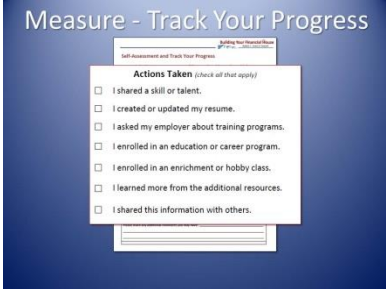 Measure - Track Your Progress
Building Your Financial House
Self-Assessment and Track Your Progress
Actions Taken (check all that apply)
I shared a skill or talent.
I created or updated my resume.
I asked my employer about training programs.
I enrolled in an education or career program.
I enrolled in an enrichment or hobby class.
I learned more from the additional resources.
I shared this information with others.